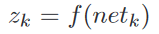 z_k = f(net_k)